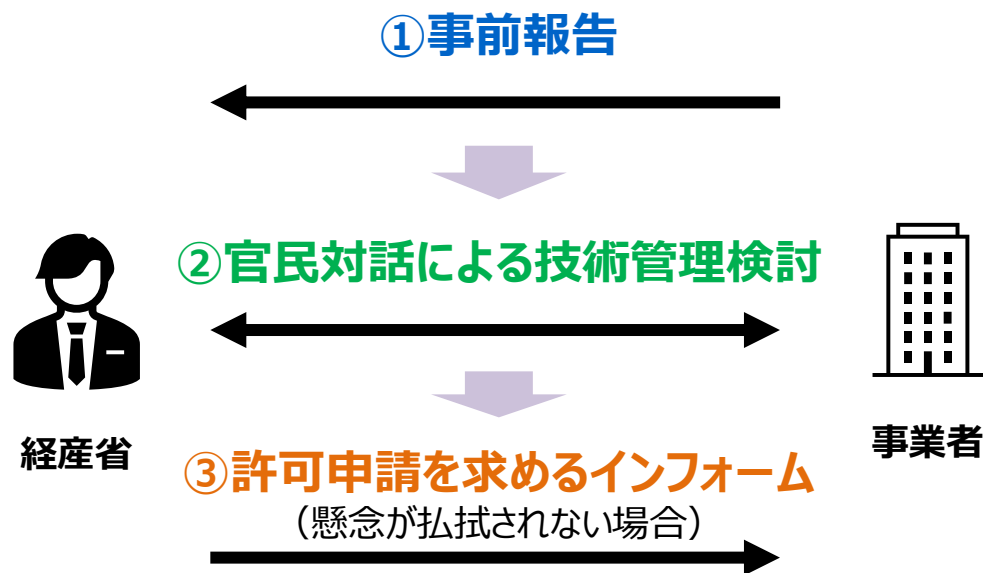 ①事前報告
②官民対話による技術管理検討
経産省
事業者
③許可申請を求めるインフォーム
（懸念が払拭されない場合）